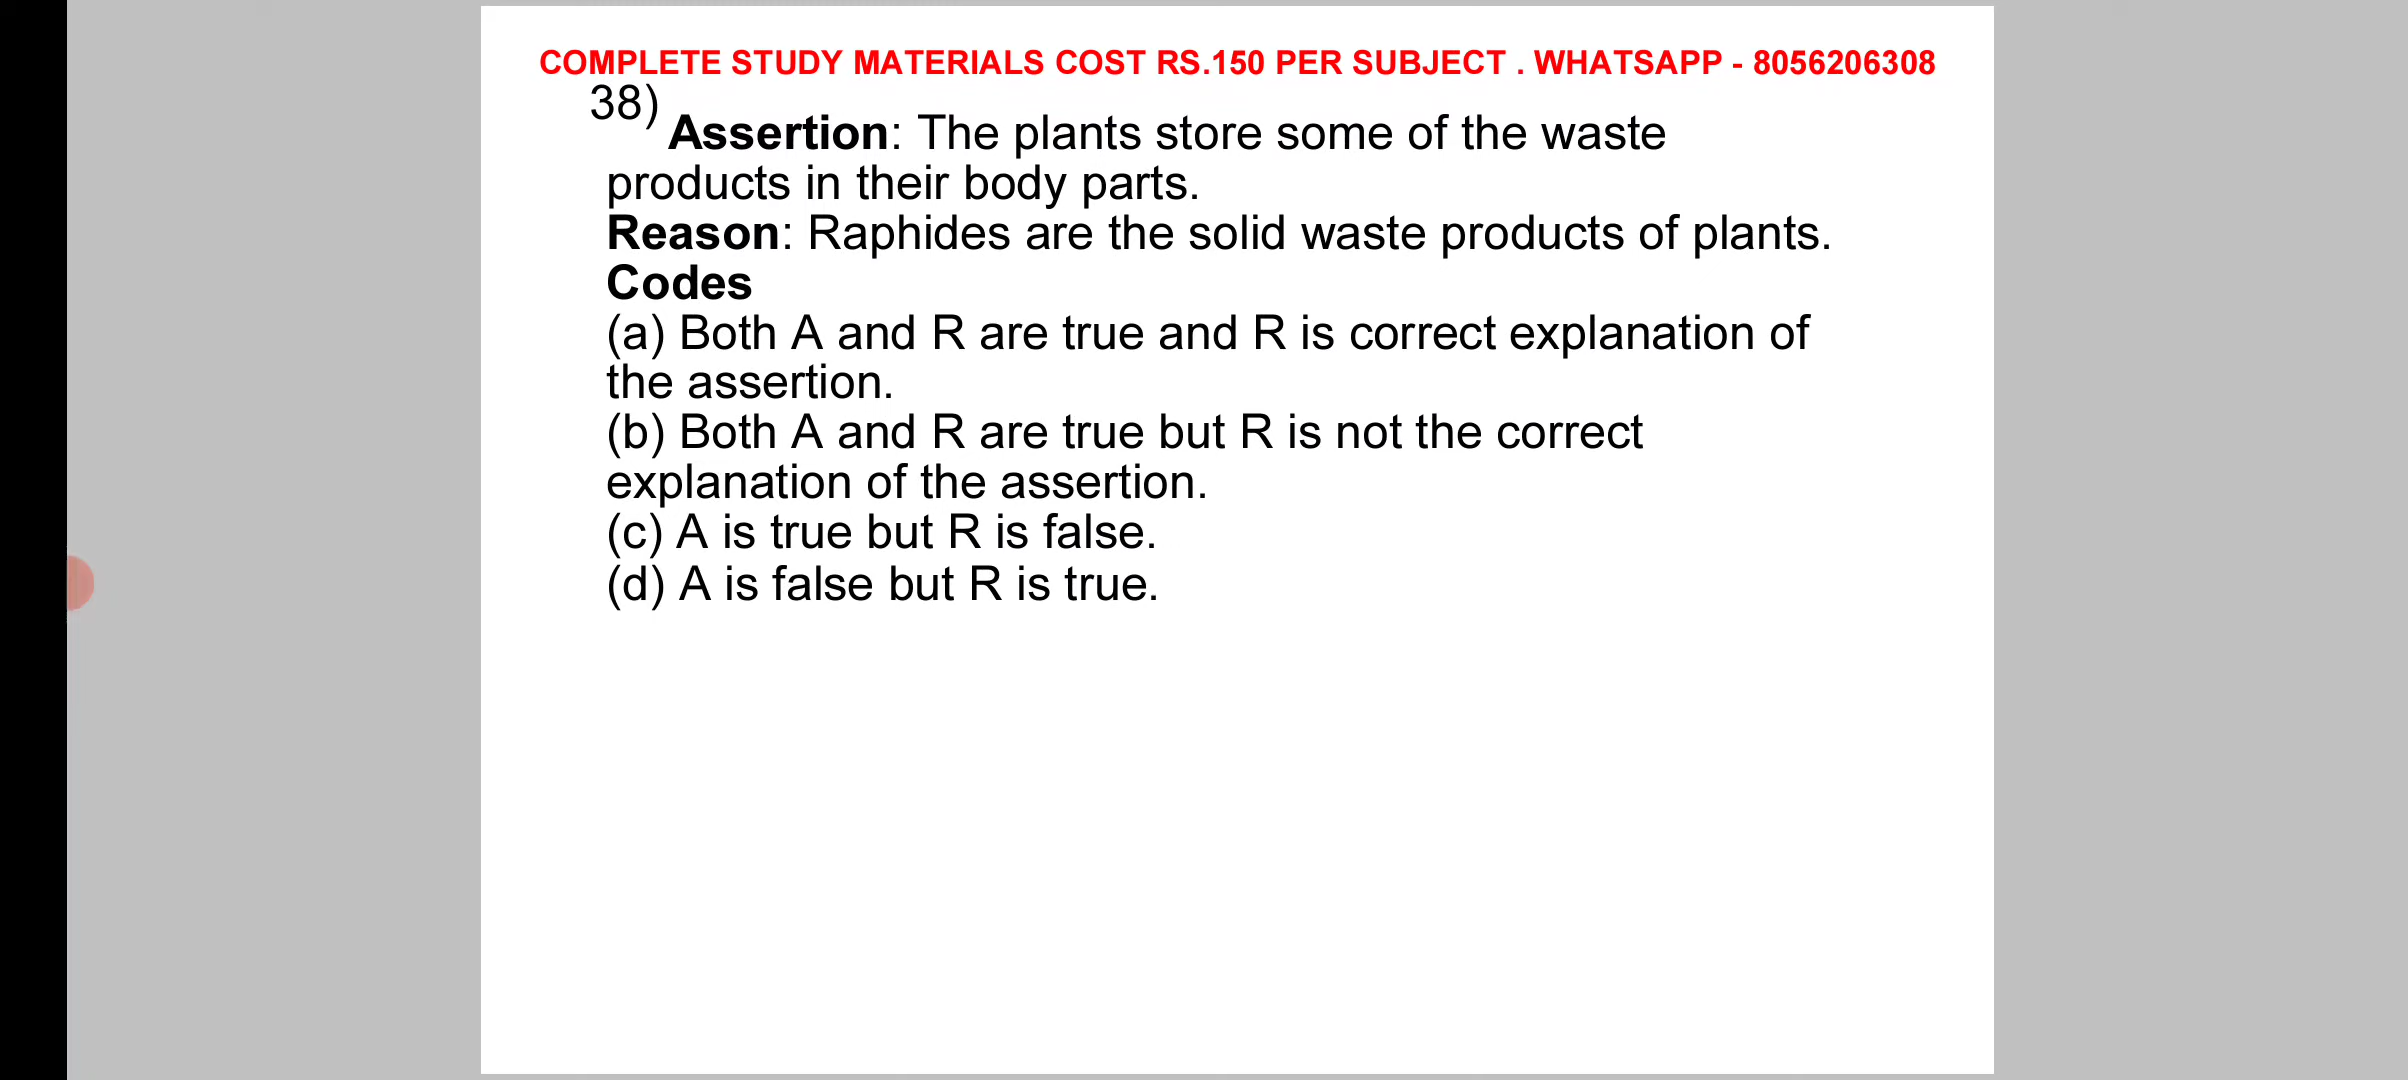 COMPLETE STUDY MATERIALS COST RS.150 PER SUBJECT . WHATSAPP - 8056206308
38)
Assertion: The plants store some of the waste
products in their body parts.
Reason: Raphides are the solid waste products of plants.
Codes
(a) Both A and R are true and R is correct explanation of
the assertion.
(b) Both A and R are true but R is not the correct
explanation of the assertion.
(c) A is true but R is false.
(d) A is false but R is true.